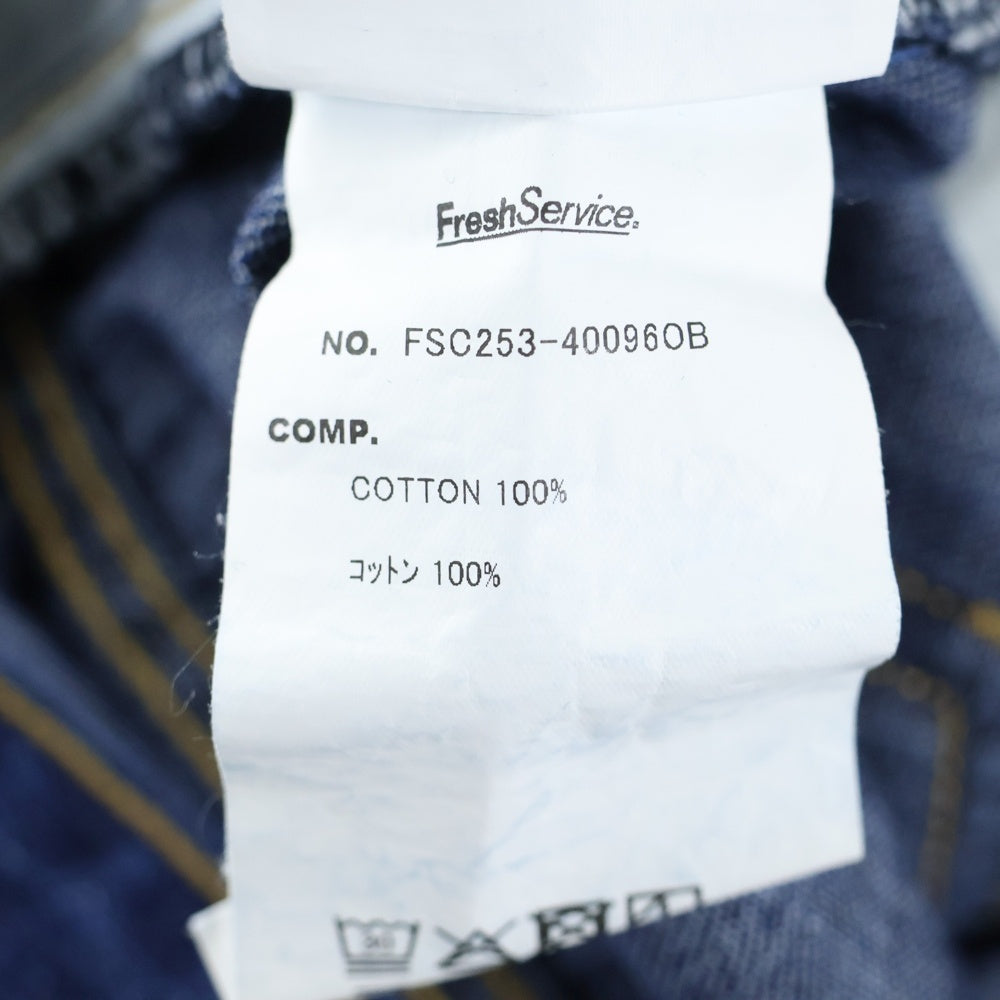 FreshService.
NO. FSC253-40096OB
COMP.
COTTON 100%
コットン 100%